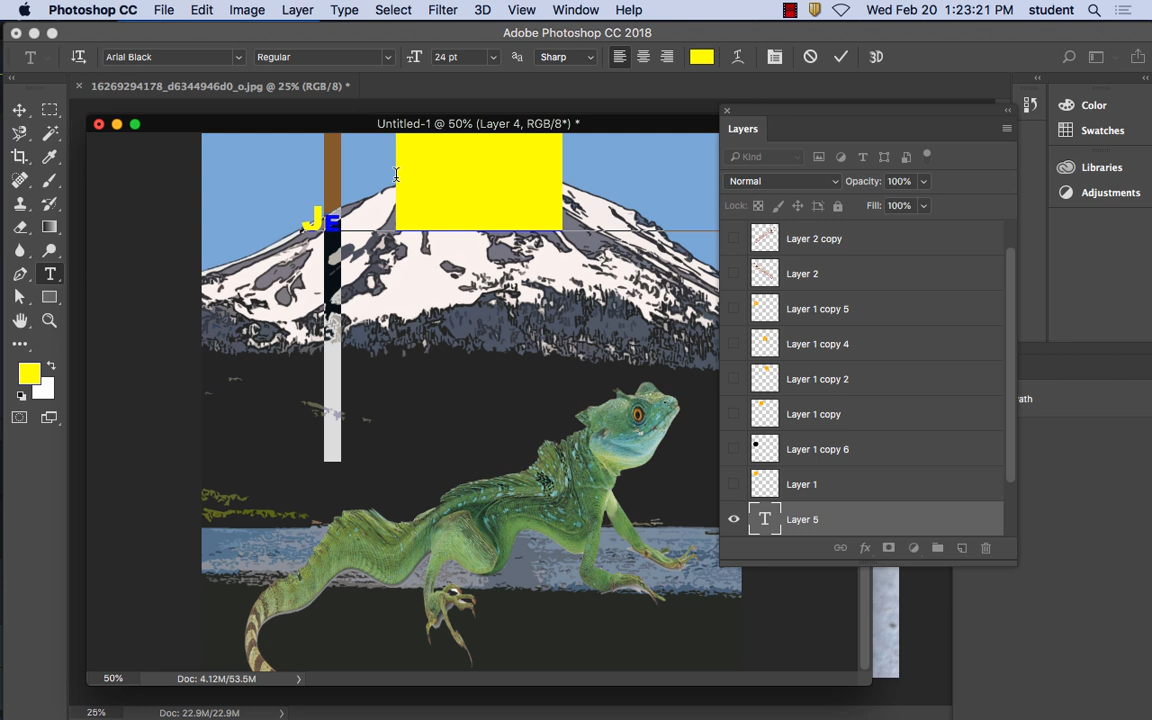 Photoshop CC File Edit Image Layer Type Select Filter 3D View Window Help Wed Feb 20 1:23:21 PM student
Adobe Photoshop CC 2018
T Arial Black Regular 24 pt Sharp 3D
16269294178_d6344946d0_o.jpg @ 25% (RGB/8) *
Untitled-1 @ 50% (Layer 4, RGB/8*) *
Layers
Kind
Normal Opacity: 100%
Lock: Fill: 100%
Layer 2 copy
Layer 2
Layer 1 copy 5
Layer 1 copy 4
Layer 1 copy 2
Layer 1 copy
Layer 1 copy 6
Layer 1
T Layer 5
fx
Color
Swatches
Libraries
Adjustments
ath
JE
50% Doc: 4.12M/53.5M
25% Doc: 22.9M/22.9M